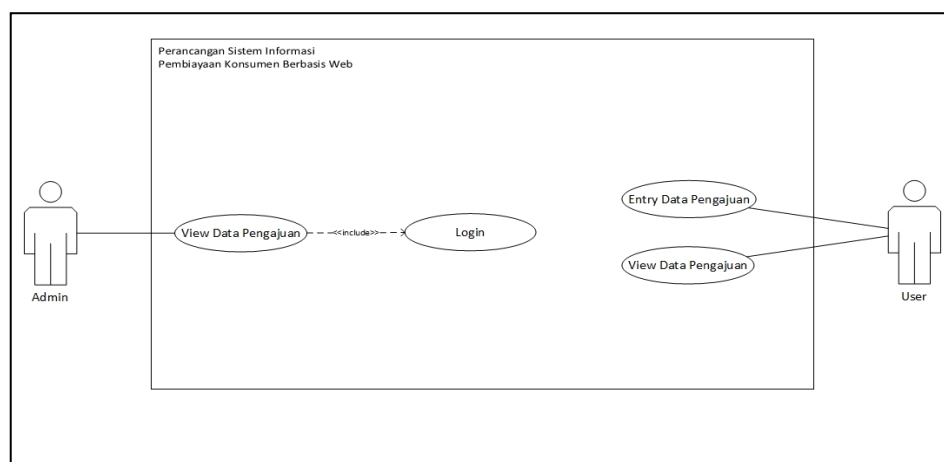 Perancangan Sistem Informasi
Pembiayaan Konsumen Berbasis Web
Entry Data Pengajuan
View Data Pengajuan
<<include>>
Login
View Data Pengajuan
Admin
User